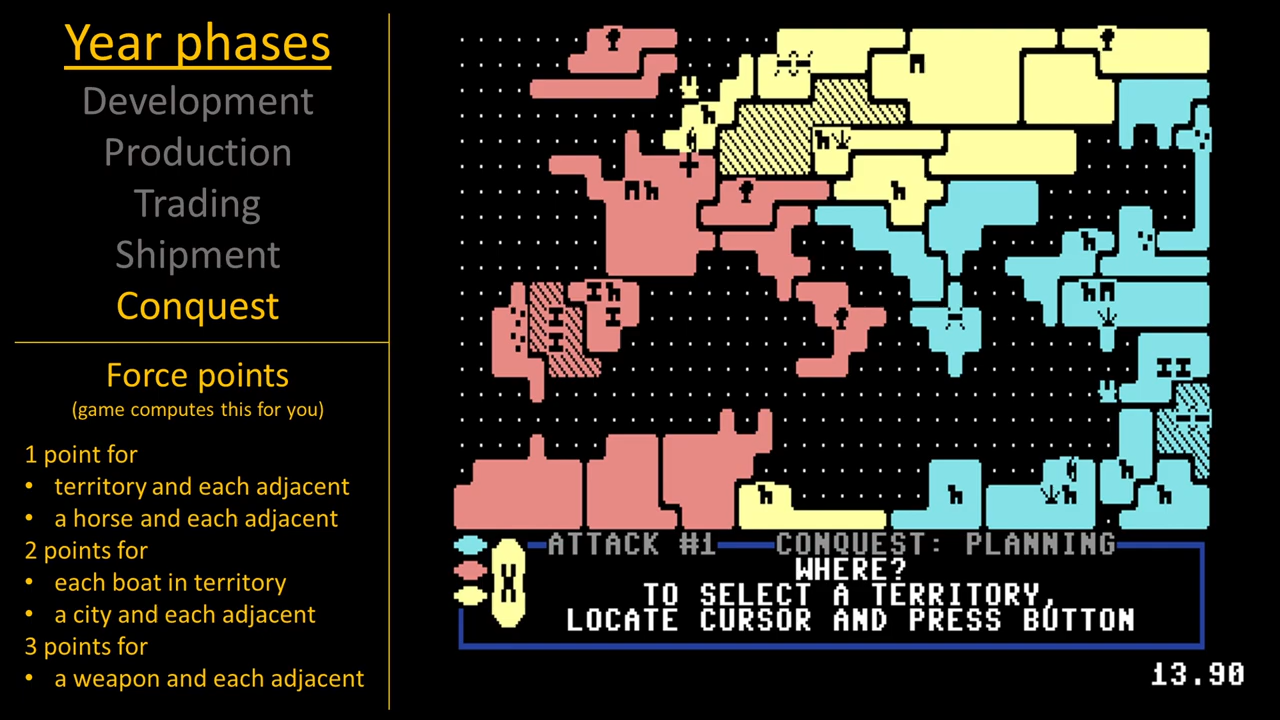 Year phases
Development
Production
Trading
Shipment
Conquest
Force points
(game computes this for you)
1 point for
• territory and each adjacent
• a horse and each adjacent
2 points for
• each boat in territory
• a city and each adjacent
3 points for
• a weapon and each adjacent
ATTACK #1 CONQUEST: PLANNING
WHERE?
TO SELECT A TERRITORY,
LOCATE CURSOR AND PRESS BUTTON
13.90